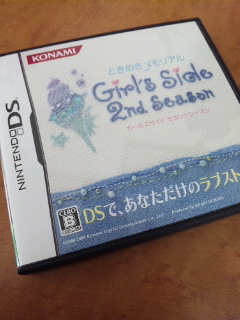 KONAMI
NINTENDO DS
ときめきメモリアル
Girl's Side
2nd Season
ガールズサイド セカンドシーズン
CERO
B
DSで、あなただけのラブスト